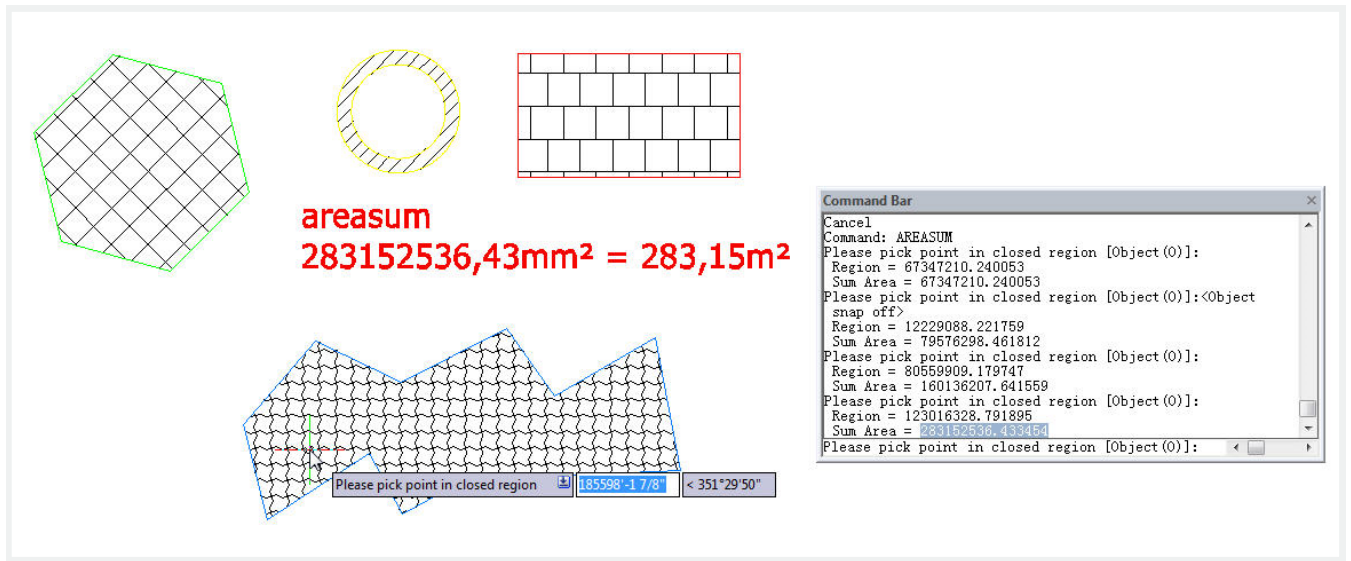 areasum
283152536,43mm² = 283,15m²
Command Bar
Cancel
Command: AREASUM
Please pick point in closed region [Object(O)]:
Region = 67347210.240053
Sum Area = 67347210.240053
Please pick point in closed region [Object(O)]:<Object
snap off>
Region = 12229088.221759
Sum Area = 79576298.461812
Please pick point in closed region [Object(O)]:
Region = 80559909.179747
Sum Area = 160136207.641559
Please pick point in closed region [Object(O)]:
Region = 123016328.791895
Sum Area = 283152536.433454
Please pick point in closed region [Object(O)]:
Please pick point in closed region
185598'-1 7/8"
< 351°29'50"